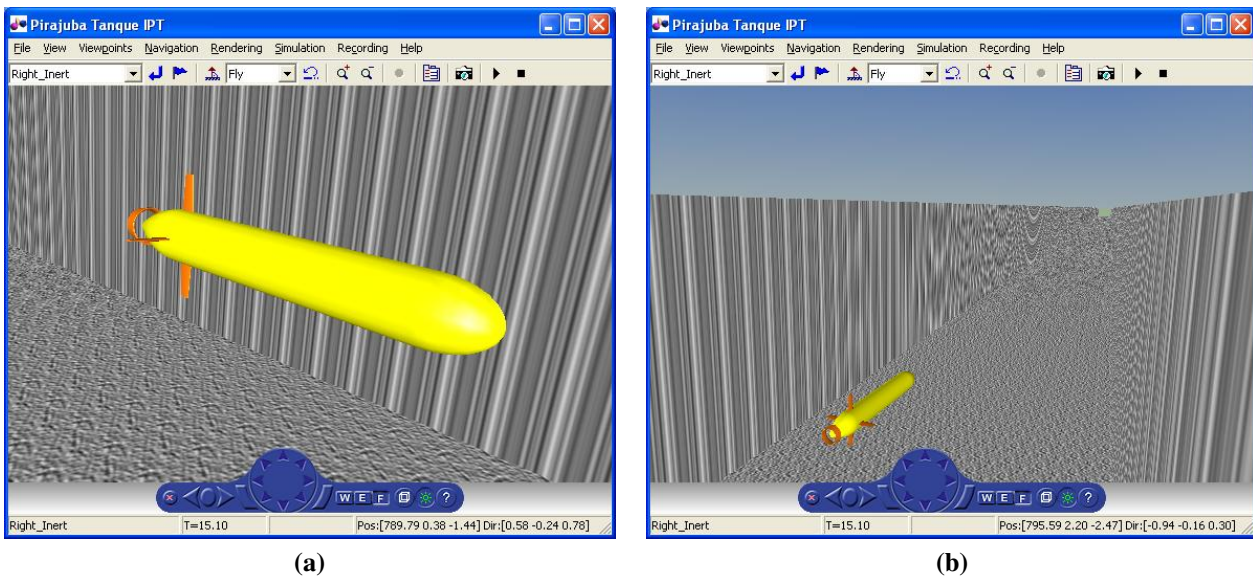 Pirajuba Tanque IPT
File View Viewpoints Navigation Rendering Simulation Recording Help
Right_Inert Fly
W E F ?
Right_Inert T=15.10 Pos:[789.79 0.38 -1.44] Dir:[0.58 -0.24 0.78]
(a)
Pirajuba Tanque IPT
File View Viewpoints Navigation Rendering Simulation Recording Help
Right_Inert Fly
W E F ?
Right_Inert T=15.10 Pos:[795.59 2.20 -2.47] Dir:[-0.94 -0.16 0.30]
(b)